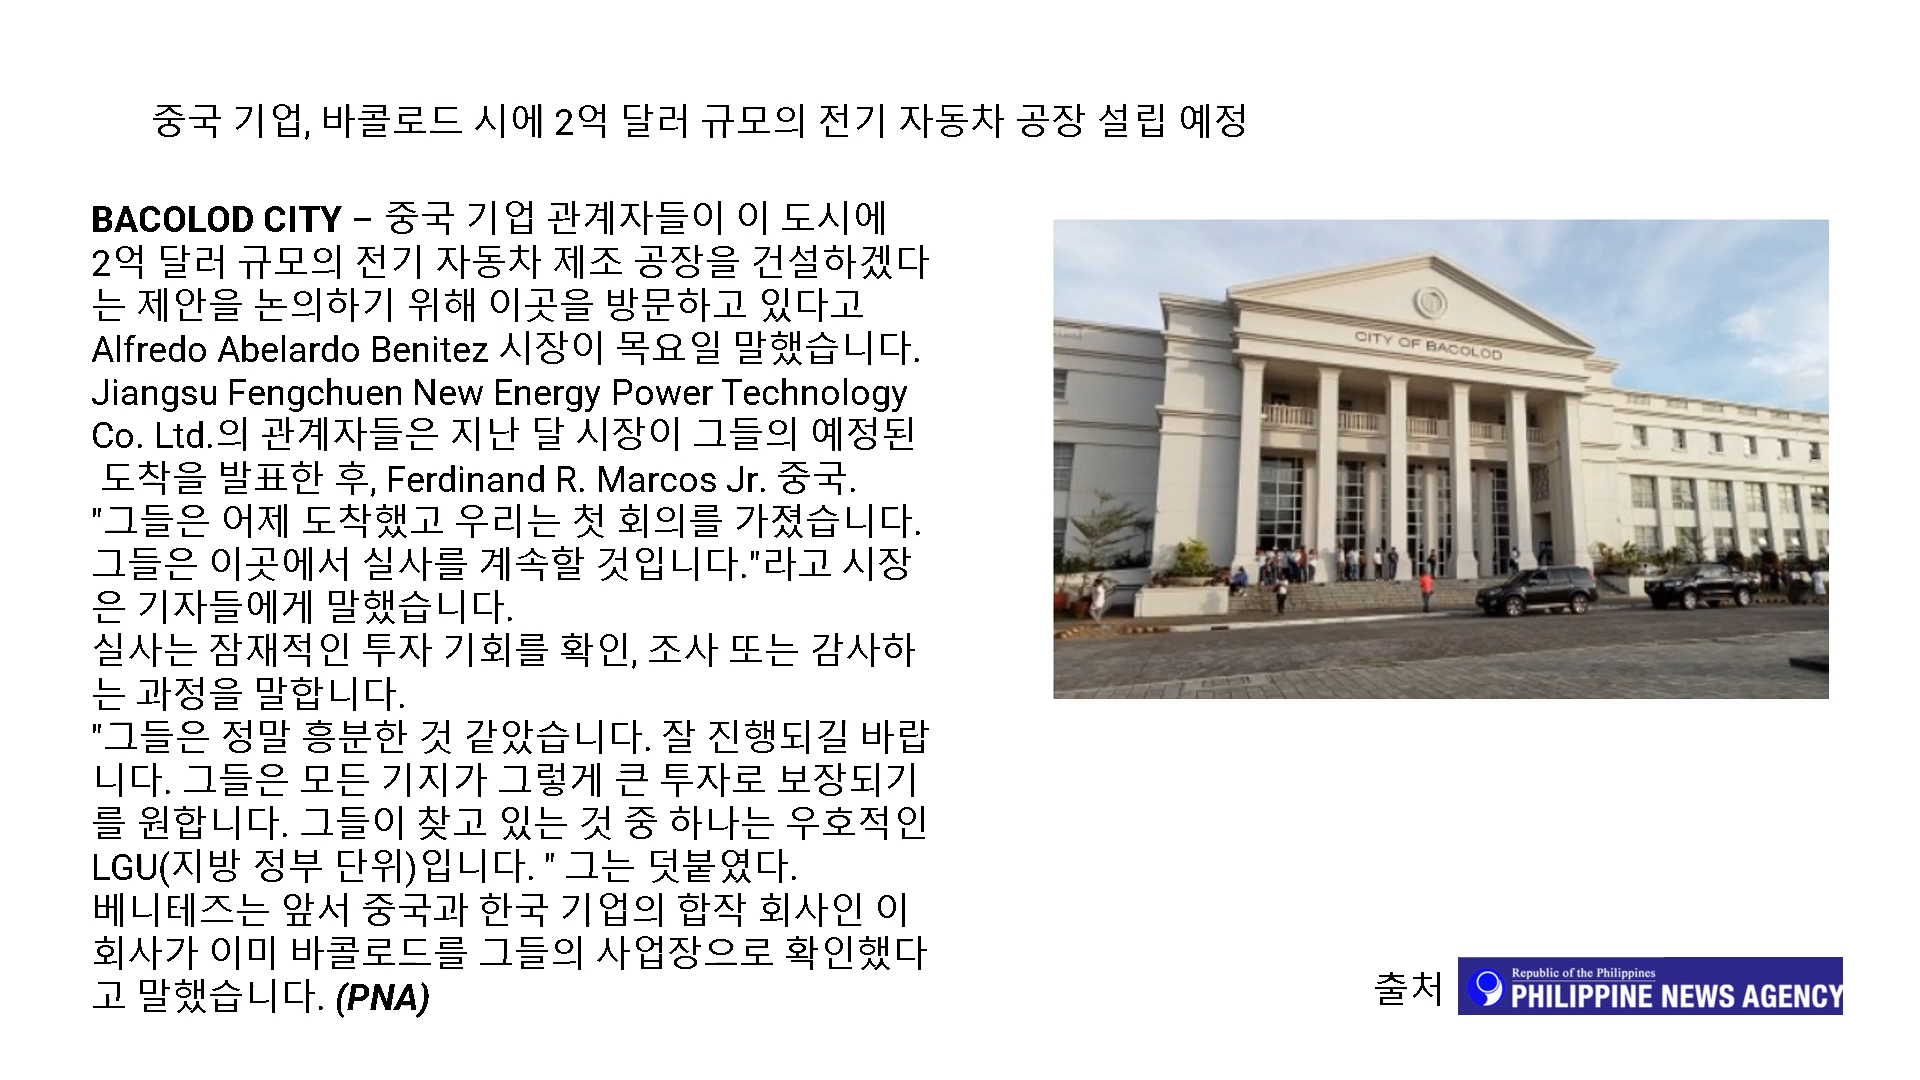 중국 기업, 바콜로드 시에 2억 달러 규모의 전기 자동차 공장 설립 예정
BACOLOD CITY – 중국 기업 관계자들이 이 도시에
2억 달러 규모의 전기 자동차 제조 공장을 건설하겠다
는 제안을 논의하기 위해 이곳을 방문하고 있다고
Alfredo Abelardo Benitez 시장이 목요일 말했습니다.
Jiangsu Fengchuen New Energy Power Technology
Co. Ltd.의 관계자들은 지난 달 시장이 그들의 예정된
도착을 발표한 후, Ferdinand R. Marcos Jr. 중국.
"그들은 어제 도착했고 우리는 첫 회의를 가졌습니다.
그들은 이곳에서 실사를 계속할 것입니다."라고 시장
은 기자들에게 말했습니다.
실사는 잠재적인 투자 기회를 확인, 조사 또는 감사하
는 과정을 말합니다.
"그들은 정말 흥분한 것 같았습니다. 잘 진행되길 바랍
니다. 그들은 모든 기지가 그렇게 큰 투자로 보장되기
를 원합니다. 그들이 찾고 있는 것 중 하나는 우호적인
LGU(지방 정부 단위)입니다. " 그는 덧붙였다.
베니테즈는 앞서 중국과 한국 기업의 합작 회사인 이
회사가 이미 바콜로드를 그들의 사업장으로 확인했다
고 말했습니다. (PNA)
CITY OF BACOLOD
출처
Republic of the Philippines
PHILIPPINE NEWS AGENCY